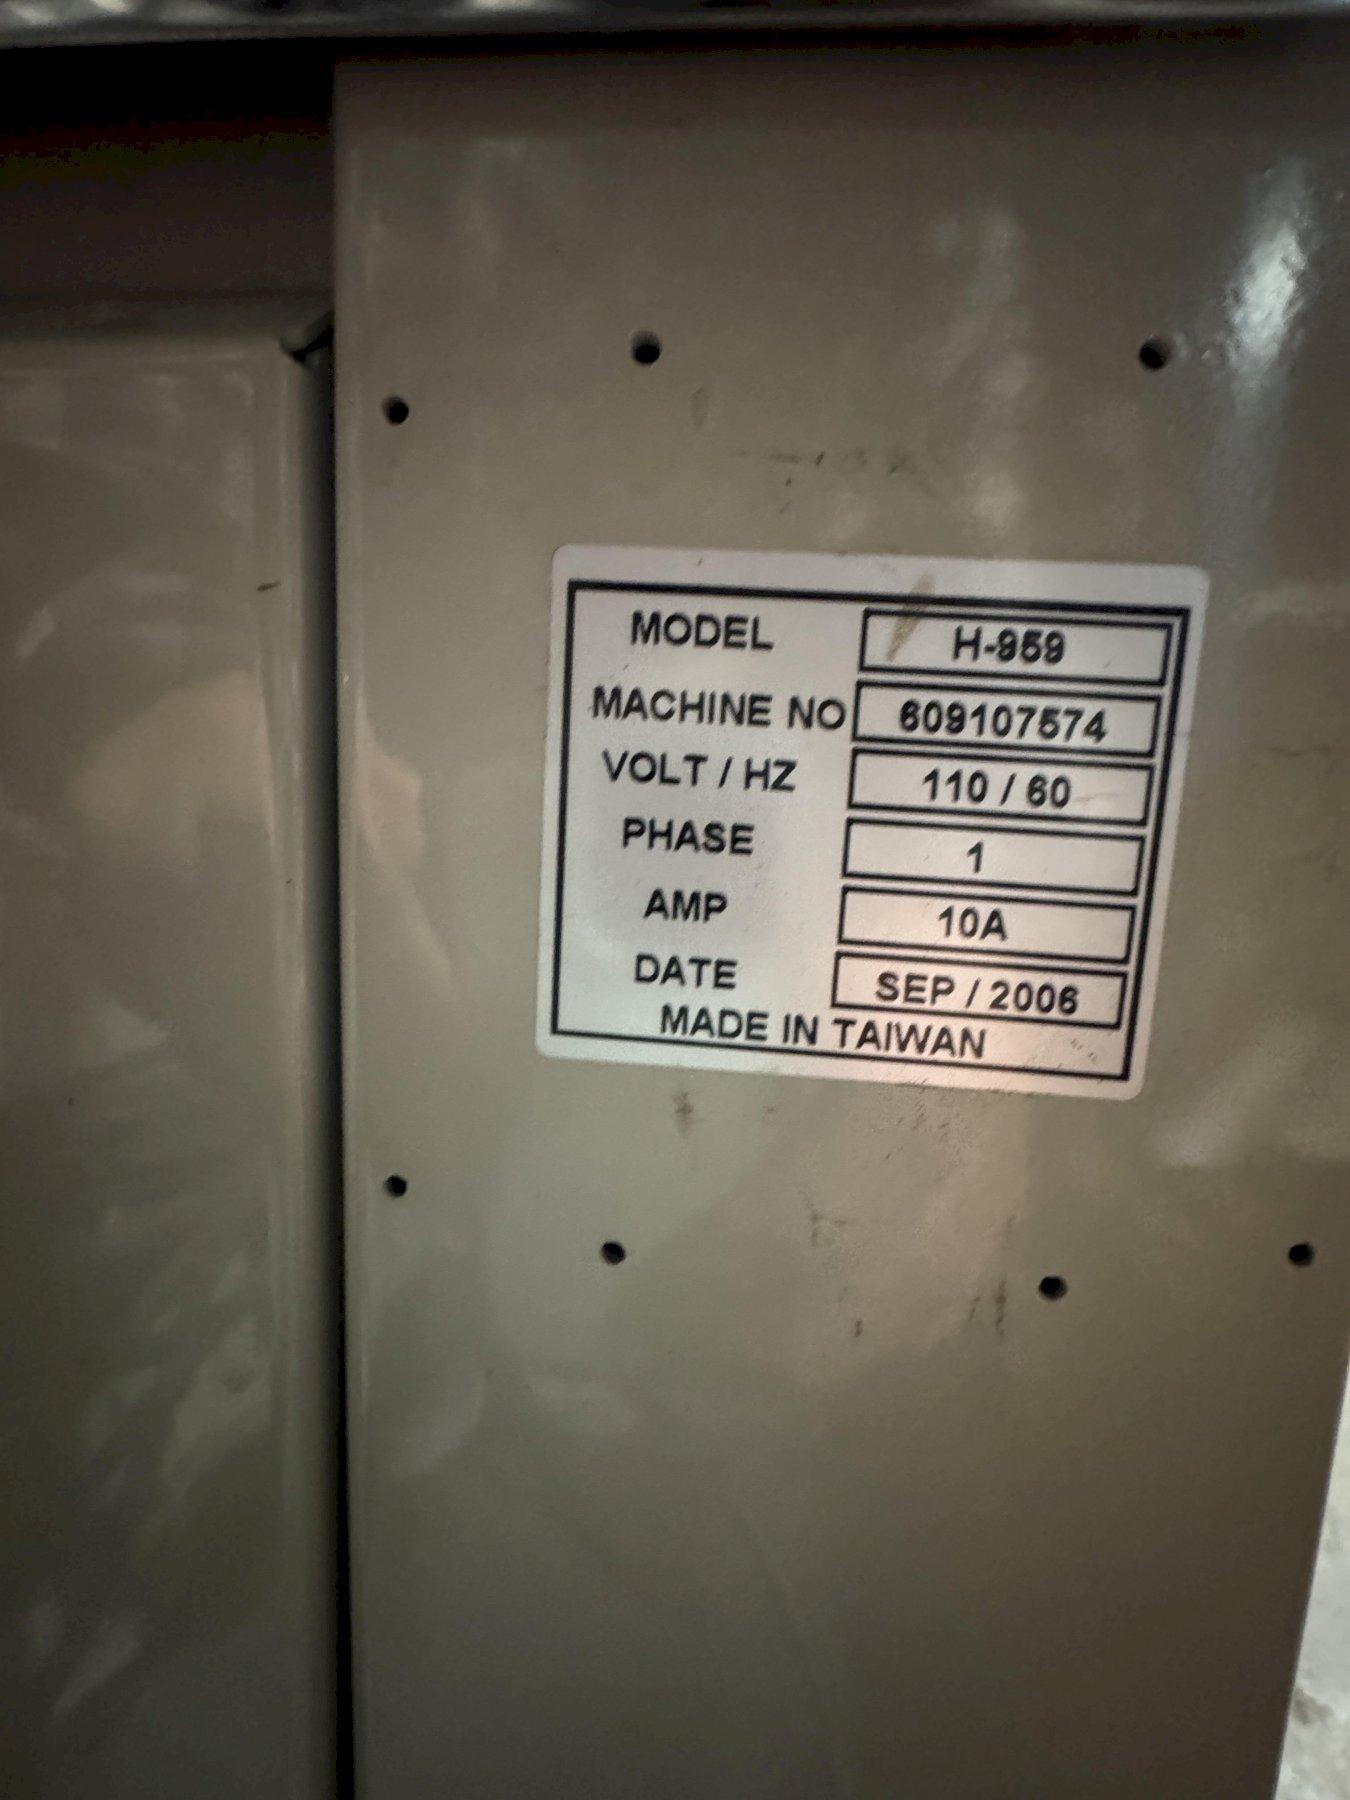 MODEL H-959
MACHINE NO 609107574
VOLT / HZ 110 / 60
PHASE 1
AMP 10A
DATE SEP / 2006
MADE IN TAIWAN